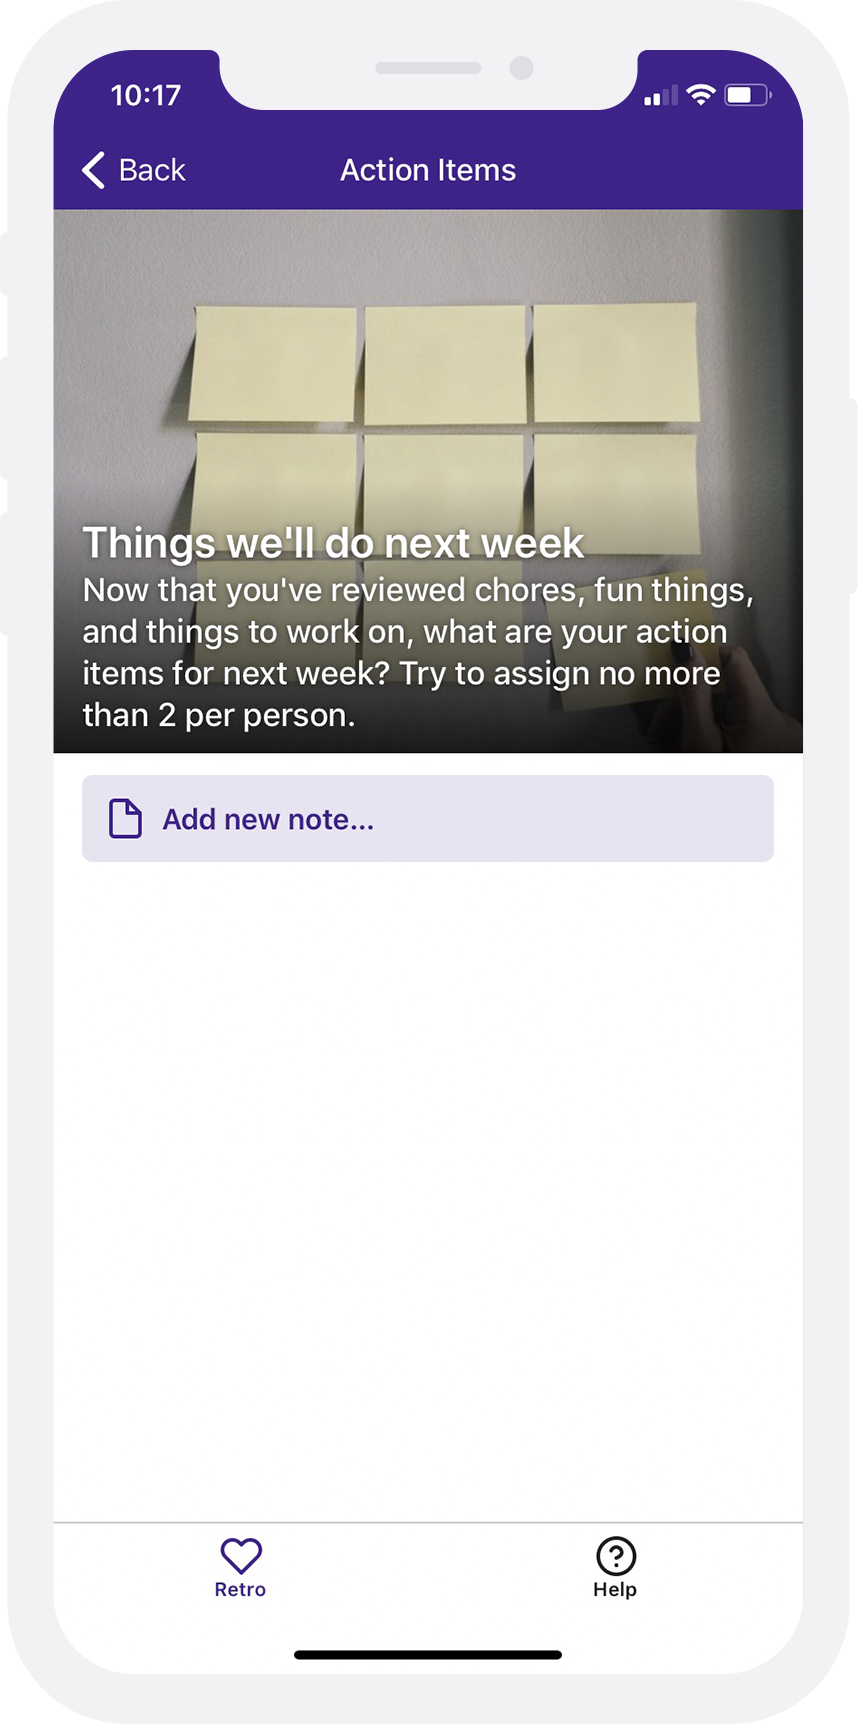 10:17
Back
Action Items
Things we'll do next week
Now that you've reviewed chores, fun things,
and things to work on, what are your action
items for next week? Try to assign no more
than 2 per person.
Add new note...
Retro
Help